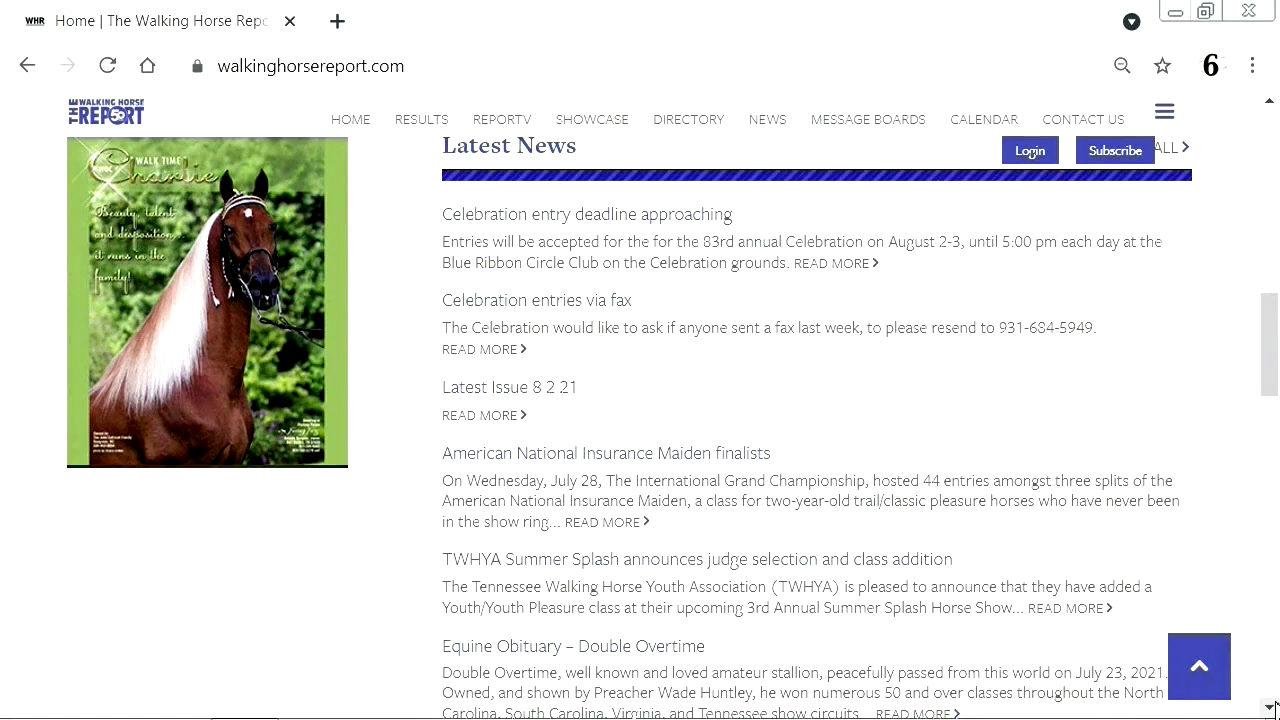 WHR Home | The Walking Horse Repo
walkinghorsereport.com
6
THE WALKING HORSE
REPORT
50
HOME RESULTS REPORTV SHOWCASE DIRECTORY NEWS MESSAGE BOARDS CALENDAR CONTACT US
Login Subscribe ALL
WALK TIME
Charlie
Beauty, talent
and disposition,
it runs in the
family!
Latest News
Celebration entry deadline approaching
Entries will be accepted for the for the 83rd annual Celebration, on August 2-3, until 5:00 pm each day at the
Blue Ribbon Circle Club on the Celebration grounds. READ MORE
Celebration entries via fax
The Celebration would like to ask if anyone sent a fax last week, to please resend to 931-684-5949.
READ MORE
Latest Issue 8 2 21
READ MORE
American National Insurance Maiden finalists
On Wednesday, July 28, The International Grand Championship, hosted 44 entries amongst three splits of the
American National Insurance Maiden, a class for two-year-old trail/classic pleasure horses who have never been
in the show ring... READ MORE
TWHYA Summer Splash announces judge selection and class addition
The Tennessee Walking Horse Youth Association (TWHYA) is pleased to announce that they have added a
Youth/Youth Pleasure class at their upcoming 3rd Annual Summer Splash Horse Show... READ MORE
Equine Obituary – Double Overtime
Double Overtime, well known and loved amateur stallion, peacefully passed from this world on July 23, 2021.
Owned, and shown by Preacher Wade Huntley, he won numerous 50 and over classes throughout the North
Carolina, South Carolina, Virginia, and Tennessee show circuits... READ MORE